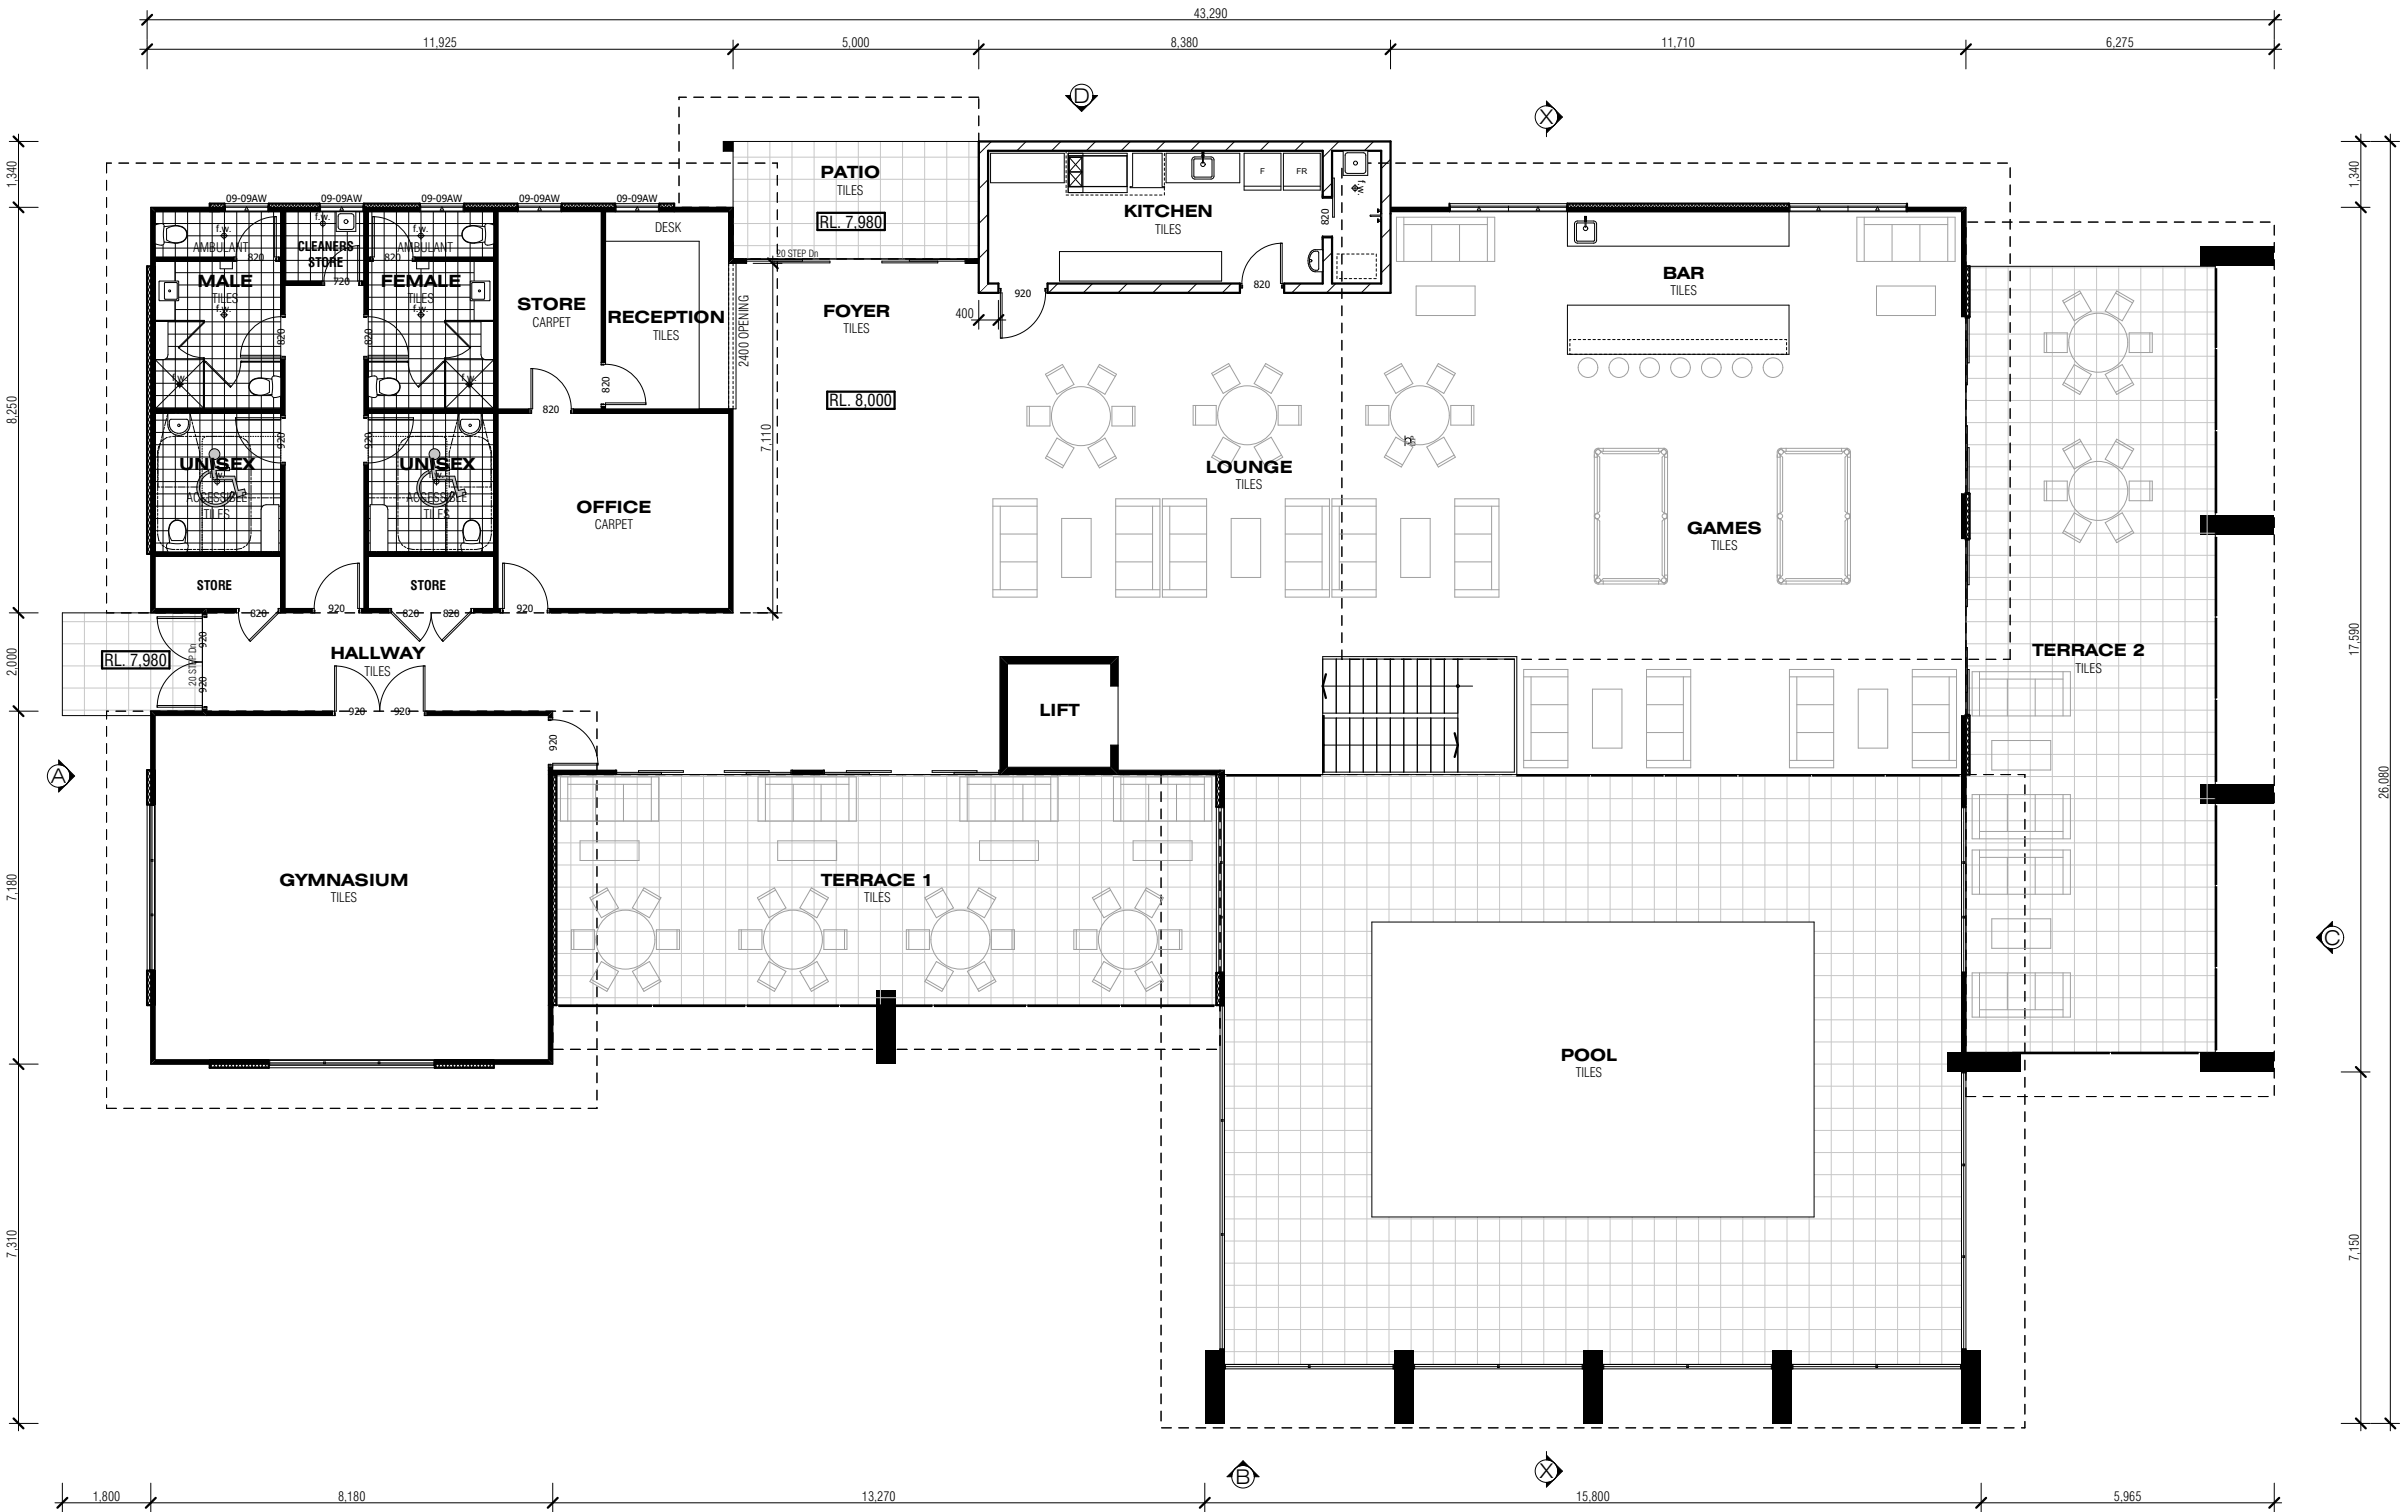 43,290
11,925
5,000
8,380
11,710
6,275
D
X
1,340
1,340
PATIO
TILES
RL. 7,980
20 STEP Dn
09-09AW
09-09AW
09-09AW
09-09AW
09-09AW
f.w.
AMBULANT
820
f.w.
CLEANERS
STORE
720
f.w.
AMBULANT
820
DESK
KITCHEN
TILES
F
FR
820
f.w.
920
820
400
BAR
TILES
MALE
TILES
f.w.
820
f.w.
FEMALE
TILES
f.w.
820
f.w.
STORE
CARPET
820
RECEPTION
TILES
820
2400 OPENING
FOYER
TILES
RL. 8,000
8,250
7,110
UNISEX
f.w.
ACCESSIBLE
TILES
920
UNISEX
f.w.
ACCESSIBLE
TILES
920
OFFICE
CARPET
LOUNGE
TILES
GAMES
TILES
STORE
STORE
820
920
820
820
920
2,000
RL. 7,980
920
20 STEP Dn
920
HALLWAY
TILES
920
920
920
LIFT
TERRACE 2
TILES
17,590
26,080
A
GYMNASIUM
TILES
TERRACE 1
TILES
7,180
C
POOL
TILES
7,310
7,150
B
X
1,800
8,180
13,270
15,800
5,965